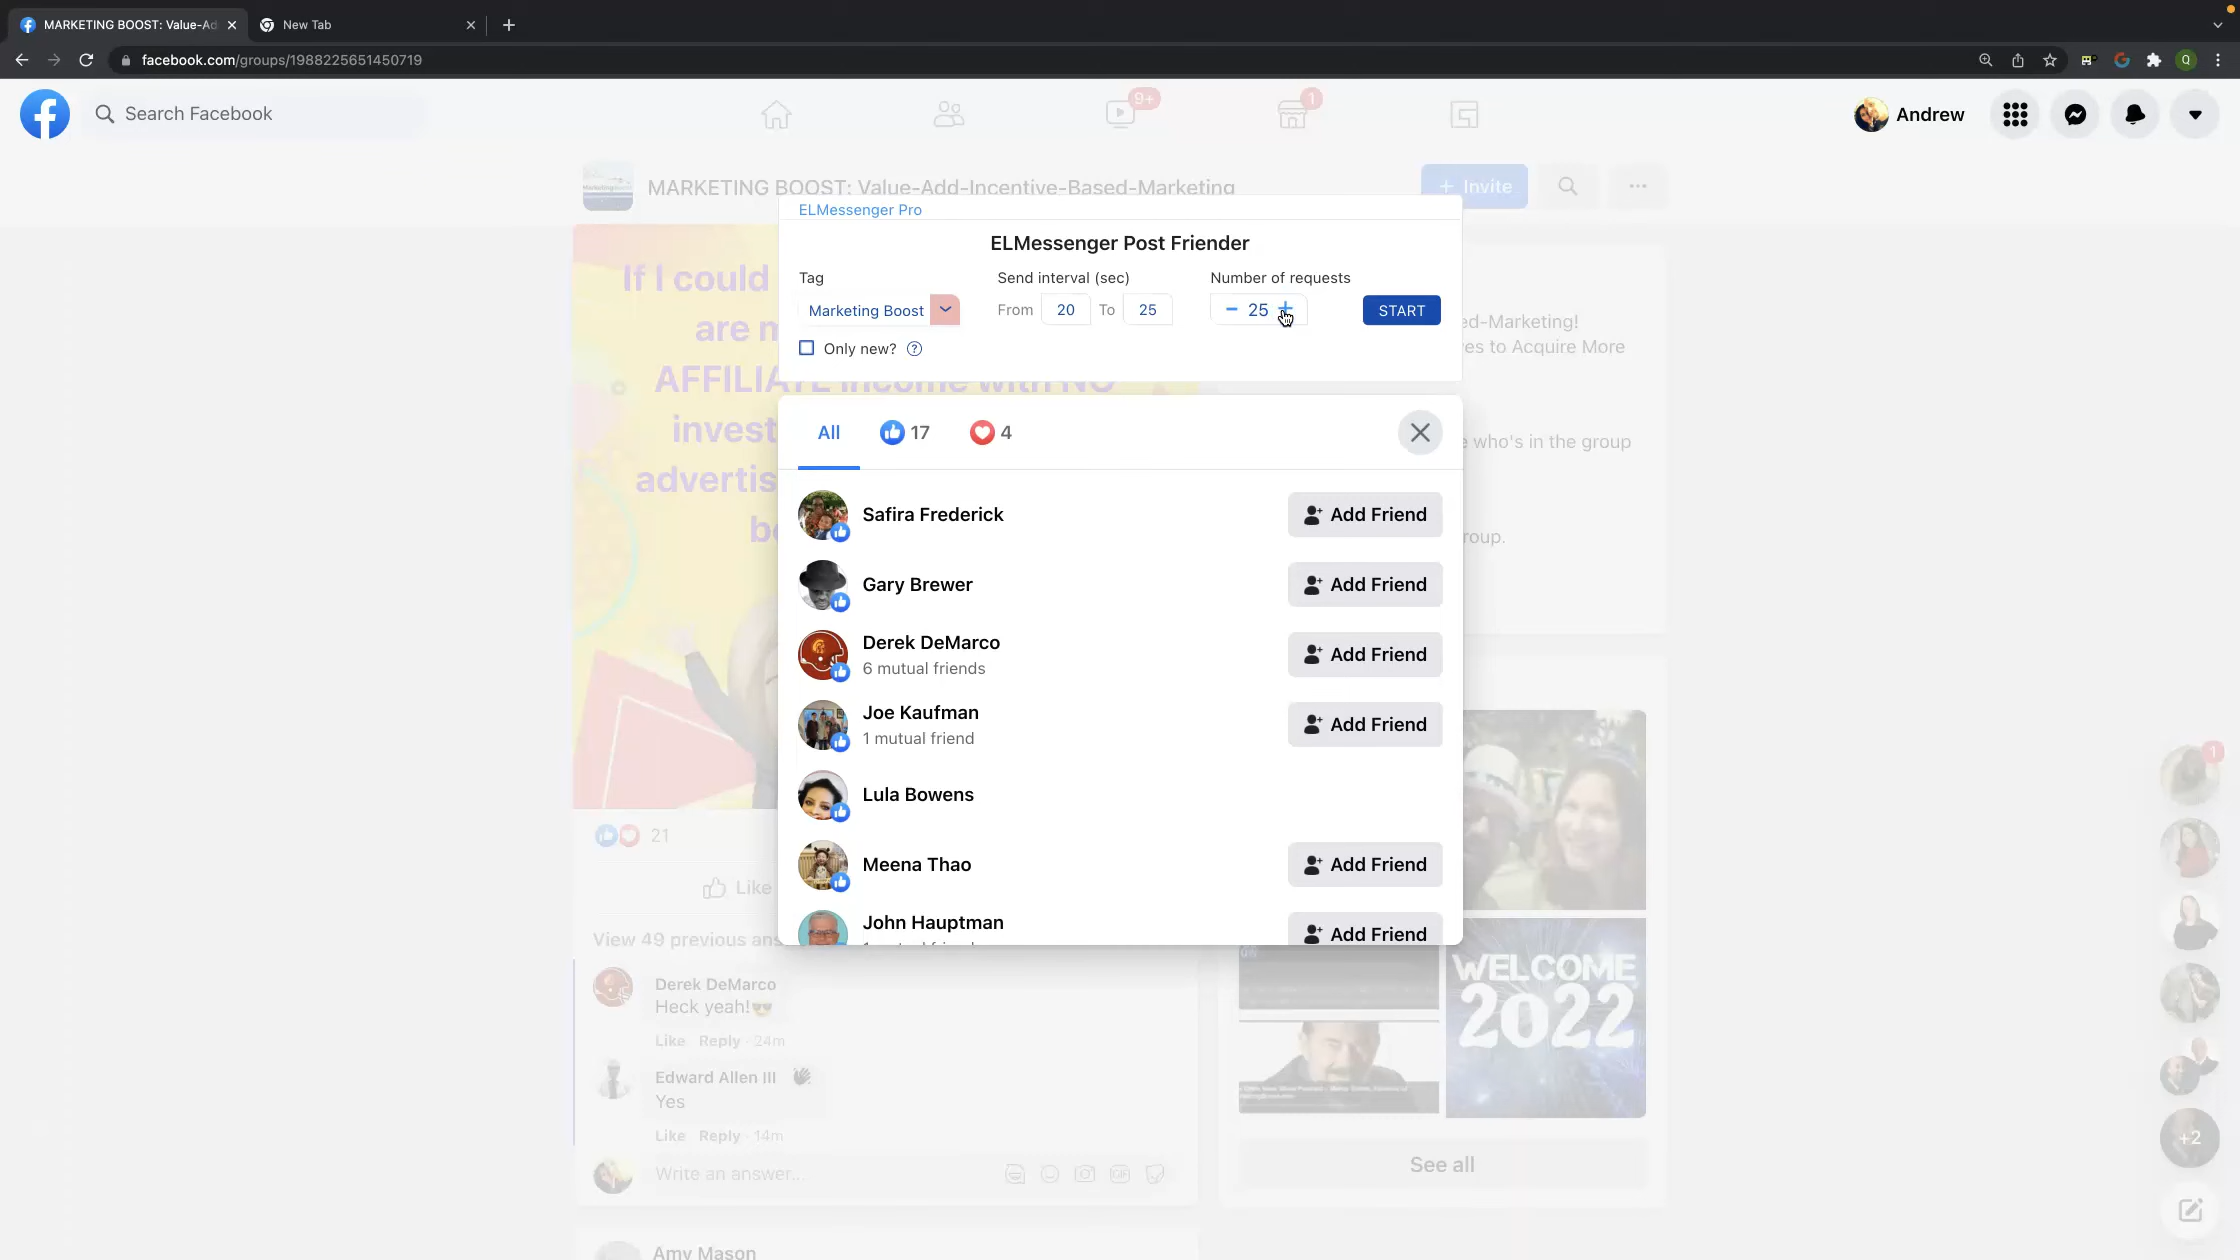 MARKETING BOOST: Value-Ad
New Tab
facebook.com/groups/1988225651450719
Q
Search Facebook
9+
1
Andrew
MARKETING BOOST: Value-Add-Incentive-Based-Marketing
+ Invite
ELMessenger Pro
ELMessenger Post Friender
Tag
Send interval (sec)
Number of requests
Marketing Boost
From 20 To 25
25
START
Only new?
If I could
are
AFFILIATE income with NO
invest
advertis
ed-Marketing!
es to Acquire More
who's in the group
roup.
All
17
4
Safira Frederick
Add Friend
Gary Brewer
Add Friend
Derek DeMarco
6 mutual friends
Add Friend
Joe Kaufman
1 mutual friend
Add Friend
Lula Bowens
Meena Thao
Add Friend
John Hauptman
Add Friend
21
Like
View 49 previous ans
Derek DeMarco
Heck yeah!😎
Like Reply · 24m
Edward Allen III 👋
Yes
Like Reply · 14m
Write an answer...
GIF
Amy Mason
WELCOME
2022
See all
1
+2